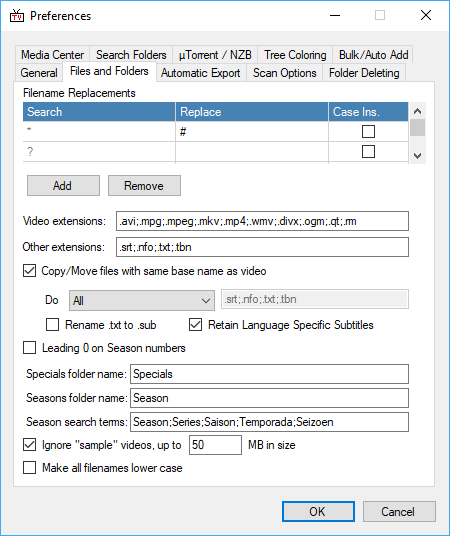 TV Preferences
Media Center Search Folders µTorrent / NZB Tree Coloring Bulk/Auto Add
General Files and Folders Automatic Export Scan Options Folder Deleting
Filename Replacements
Search Replace Case Ins.
* #
?
Add Remove
Video extensions: .avi;.mpg;.mpeg;.mkv;.mp4;.wmv;.divx;.ogm;.qt;.rm
Other extensions: .srt;.nfo;.txt;.tbn
Copy/Move files with same base name as video
Do All .srt;.nfo;.txt;.tbn
Rename .txt to .sub Retain Language Specific Subtitles
Leading 0 on Season numbers
Specials folder name: Specials
Seasons folder name: Season
Season search terms: Season;Series;Saison;Temporada;Seizoen
Ignore "sample" videos, up to 50 MB in size
Make all filenames lower case
OK Cancel